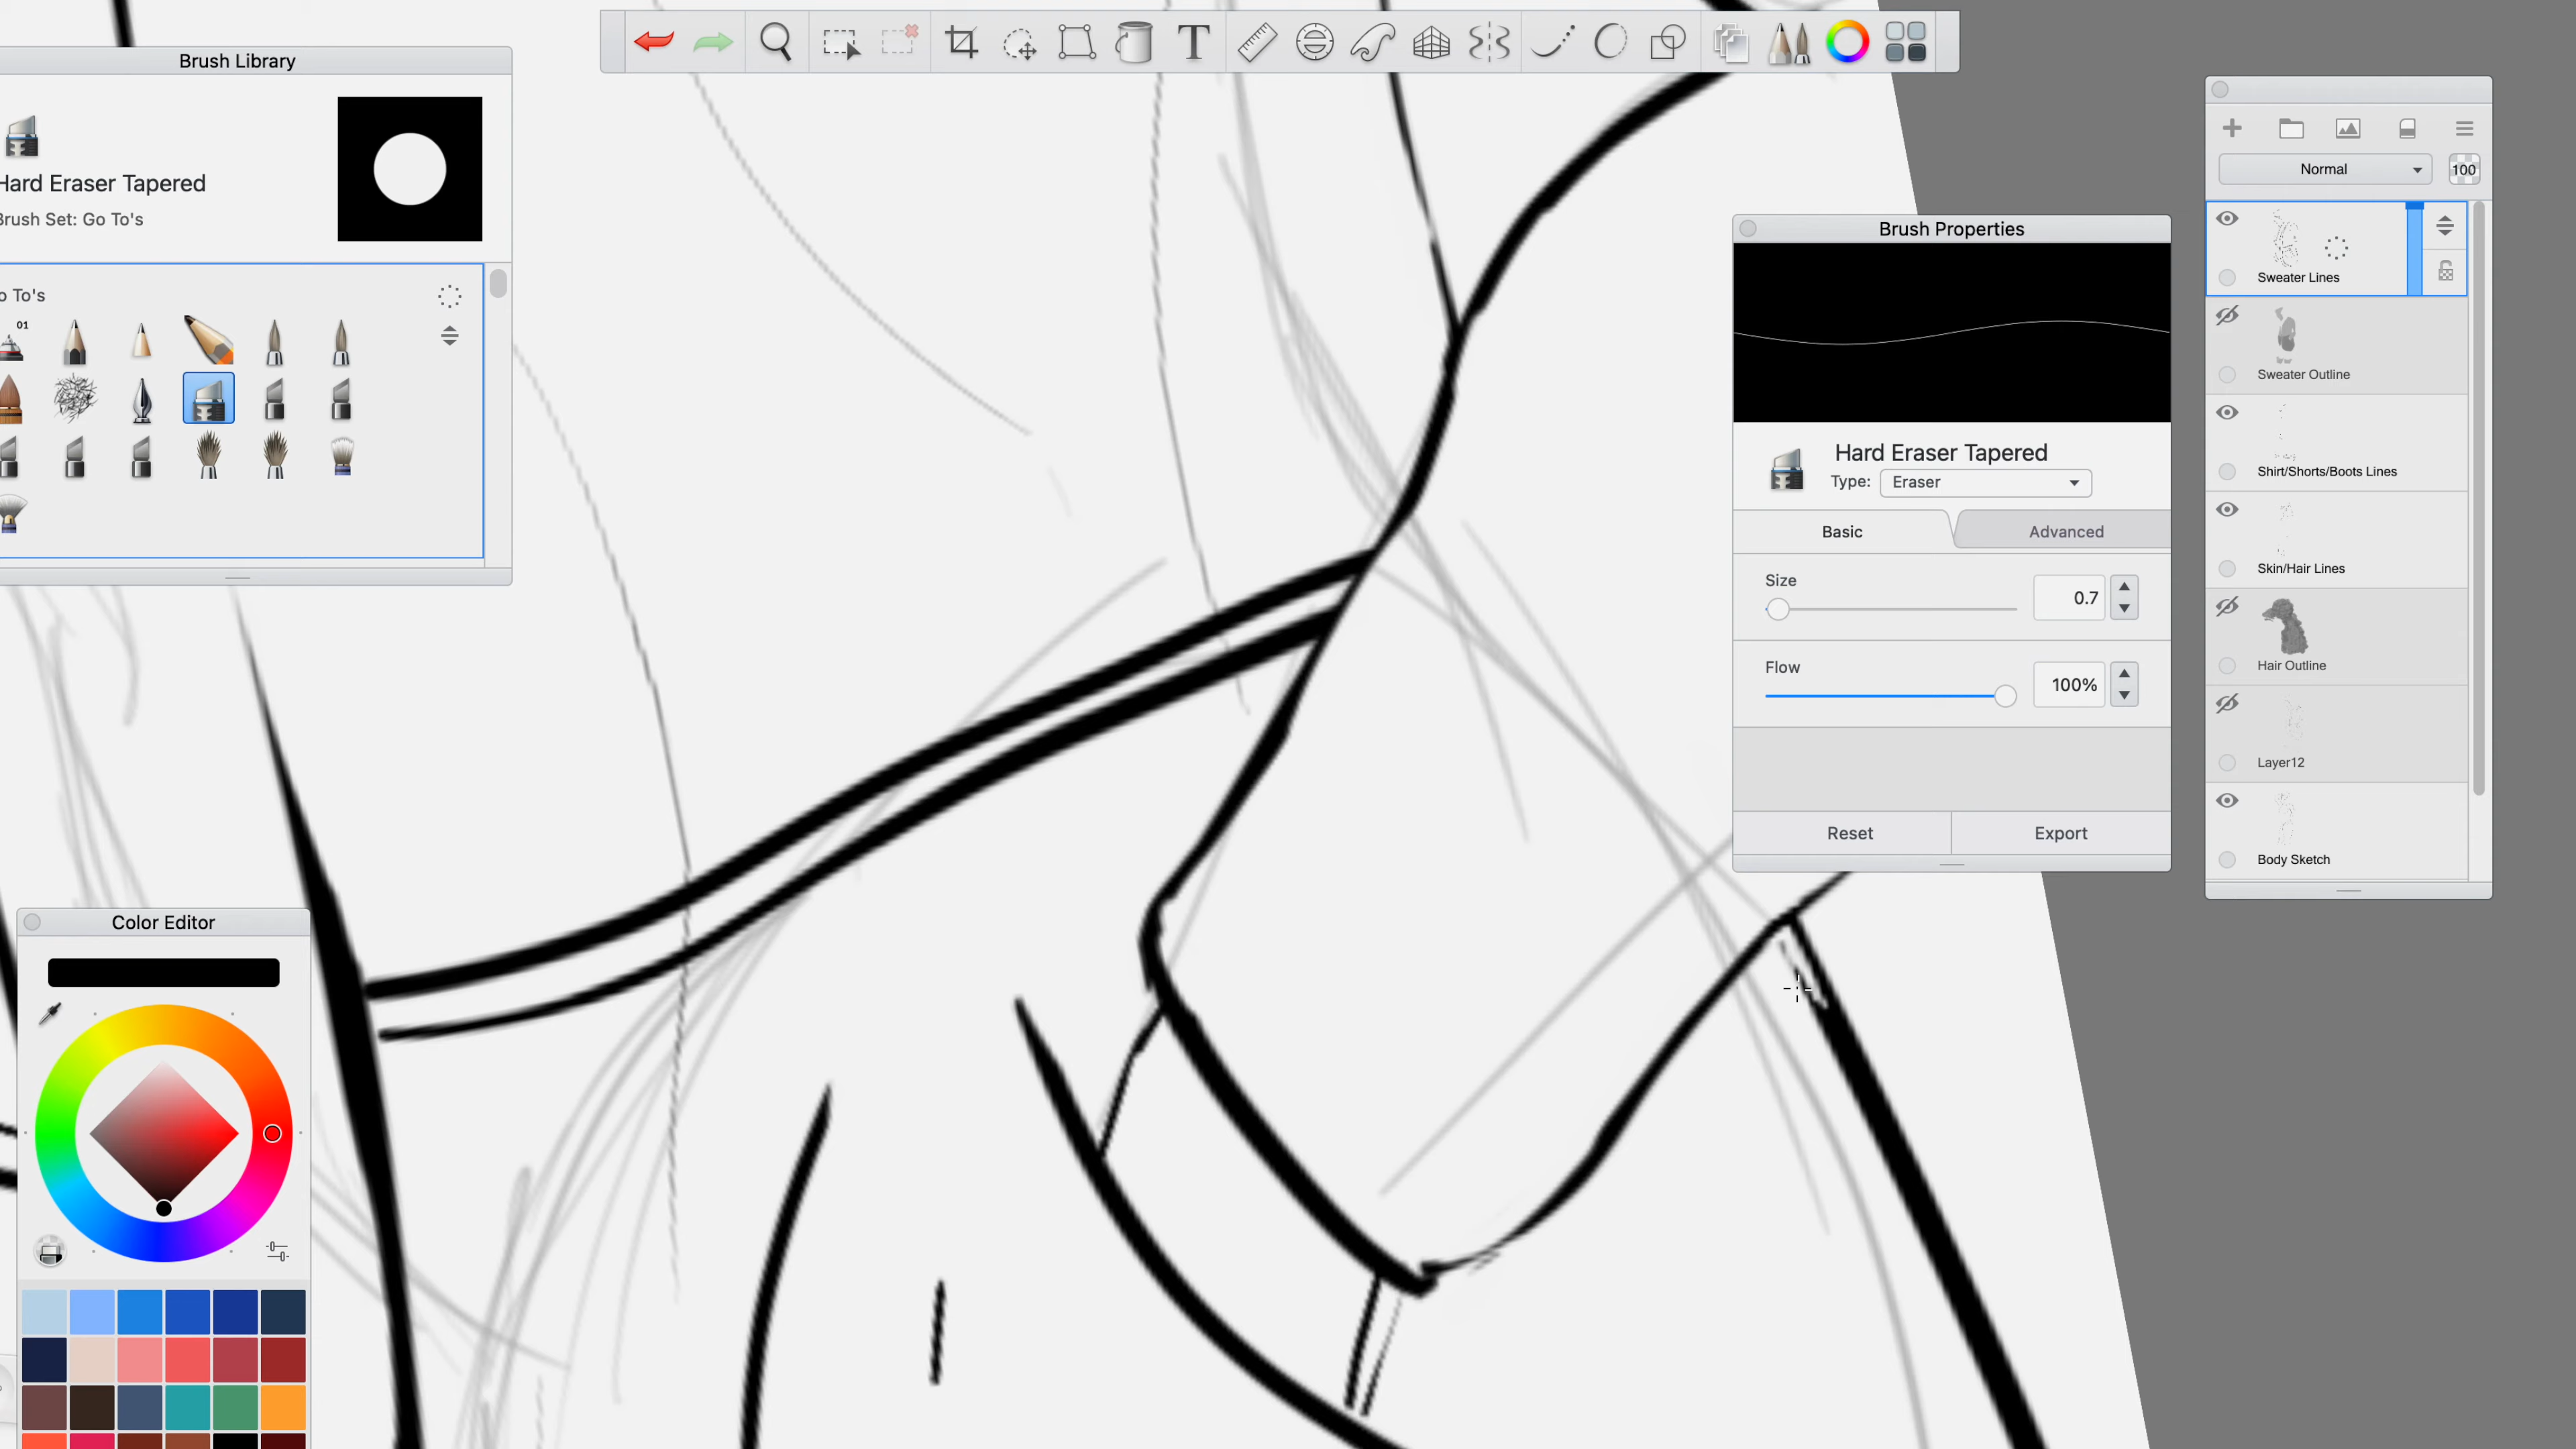 Brush Library
Hard Eraser Tapered
Brush Set: Go To's
o To's
01
T
Brush Properties
Hard Eraser Tapered
Type: Eraser
Basic
Advanced
Size
0.7
Flow
100%
Reset
Export
Normal
100
Sweater Lines
Sweater Outline
Shirt/Shorts/Boots Lines
Skin/Hair Lines
Hair Outline
Layer12
Body Sketch
Color Editor